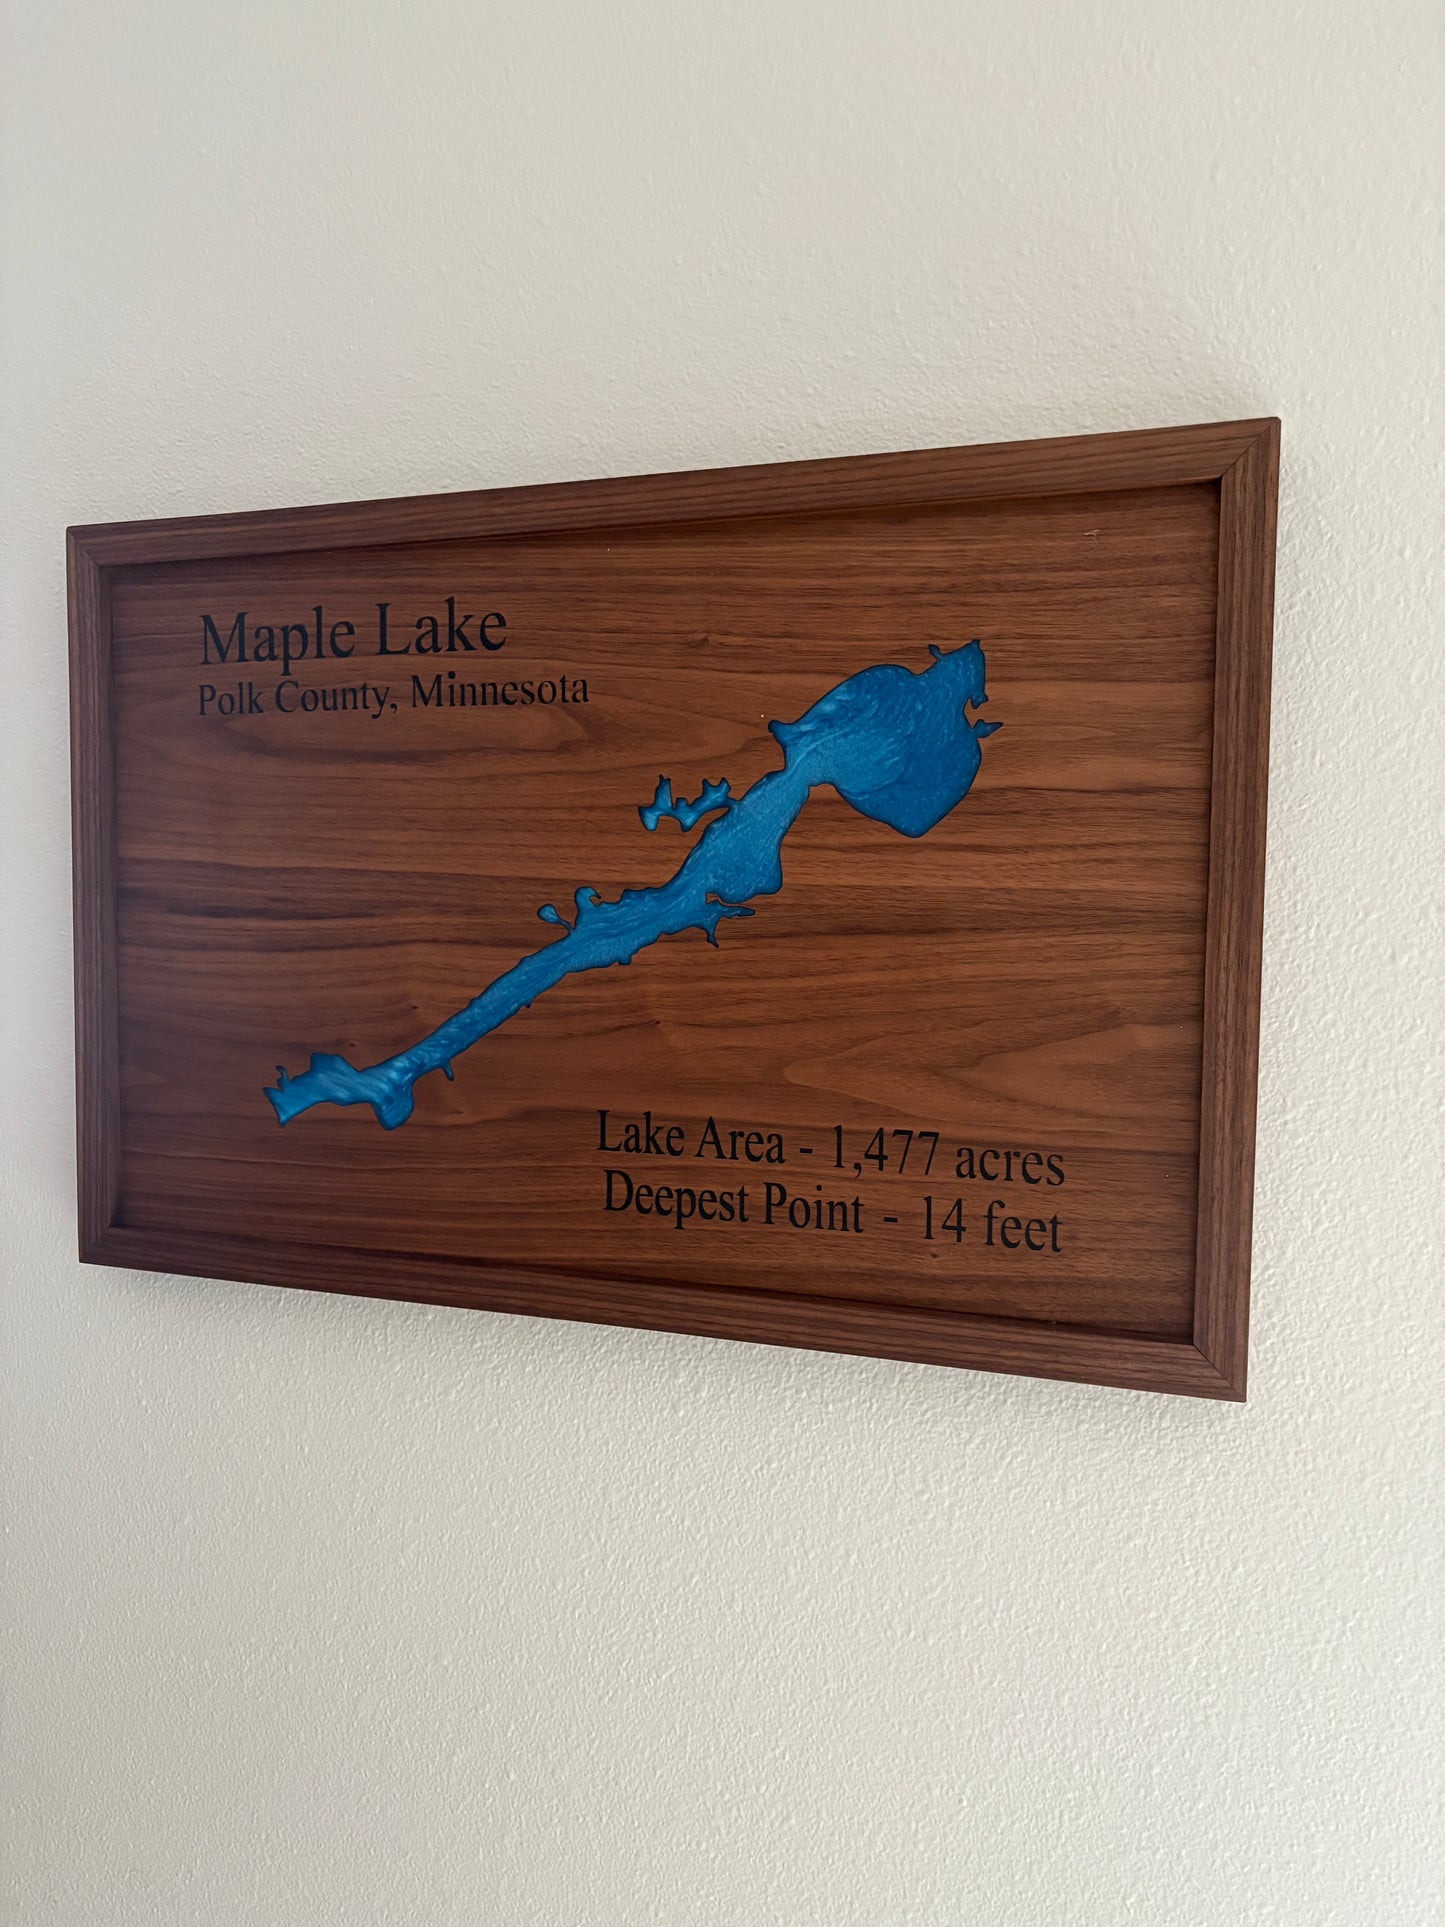 Maple Lake
Polk County, Minnesota
Lake Area - 1,477 acres
Deepest Point - 14 feet